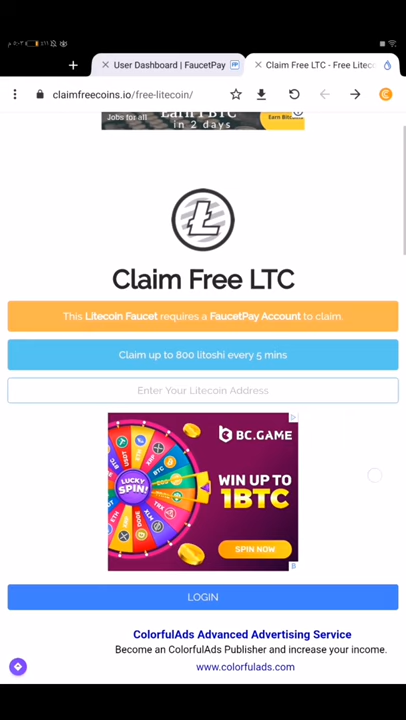 User Dashboard | FaucetPay
Claim Free LTC - Free Liteco
claimfreecoins.io/free-litecoin/
Jobs for all
Earn 1 BTC
in 2 days
Claim Free LTC
This Litecoin Faucet requires a FaucetPay Account to claim.
Claim up to 800 litoshi every 5 mins
Enter Your Litecoin Address
BC.GAME
LUCKY
SPIN!
WIN UP TO
1BTC
SPIN NOW
LOGIN
ColorfulAds Advanced Advertising Service
Become an ColorfulAds Publisher and increase your income.
www.colorfulads.com